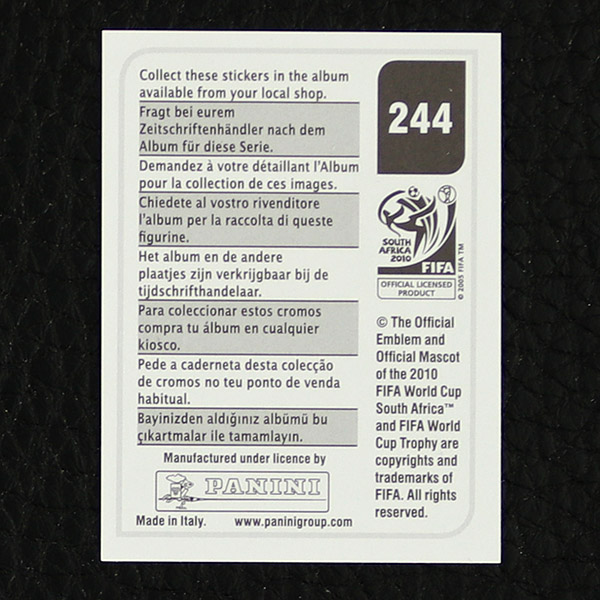 Collect these stickers in the album
available from your local shop.
Fragt bei eurem
Zeitschriftenhändler nach dem
Album für diese Serie.
Demandez à votre détaillant l'Album
pour la collection de ces images.
Chiedete al vostro rivenditore
l'album per la raccolta di queste
figurine.
Het album en de andere
plaatjes zijn verkrijgbaar bij de
tijdschrifthandelaar.
Para coleccionar estos cromos
compra tu álbum en cualquier
kiosco.
Pede a caderneta desta colecção
de cromos no teu ponto de venda
habitual.
Bayinizden aldığınız albümü bu
çıkartmalar ile tamamlayın.
Manufactured under licence by
PANINI
Made in Italy. www.paninigroup.com
244
SOUTH
AFRICA
2010
FIFA
OFFICIAL LICENSED
PRODUCT
© 2005 FIFA TM
© The Official
Emblem and
Official Mascot
of the 2010
FIFA World Cup
South Africa™
and FIFA World
Cup Trophy are
copyrights and
trademarks of
FIFA. All rights
reserved.